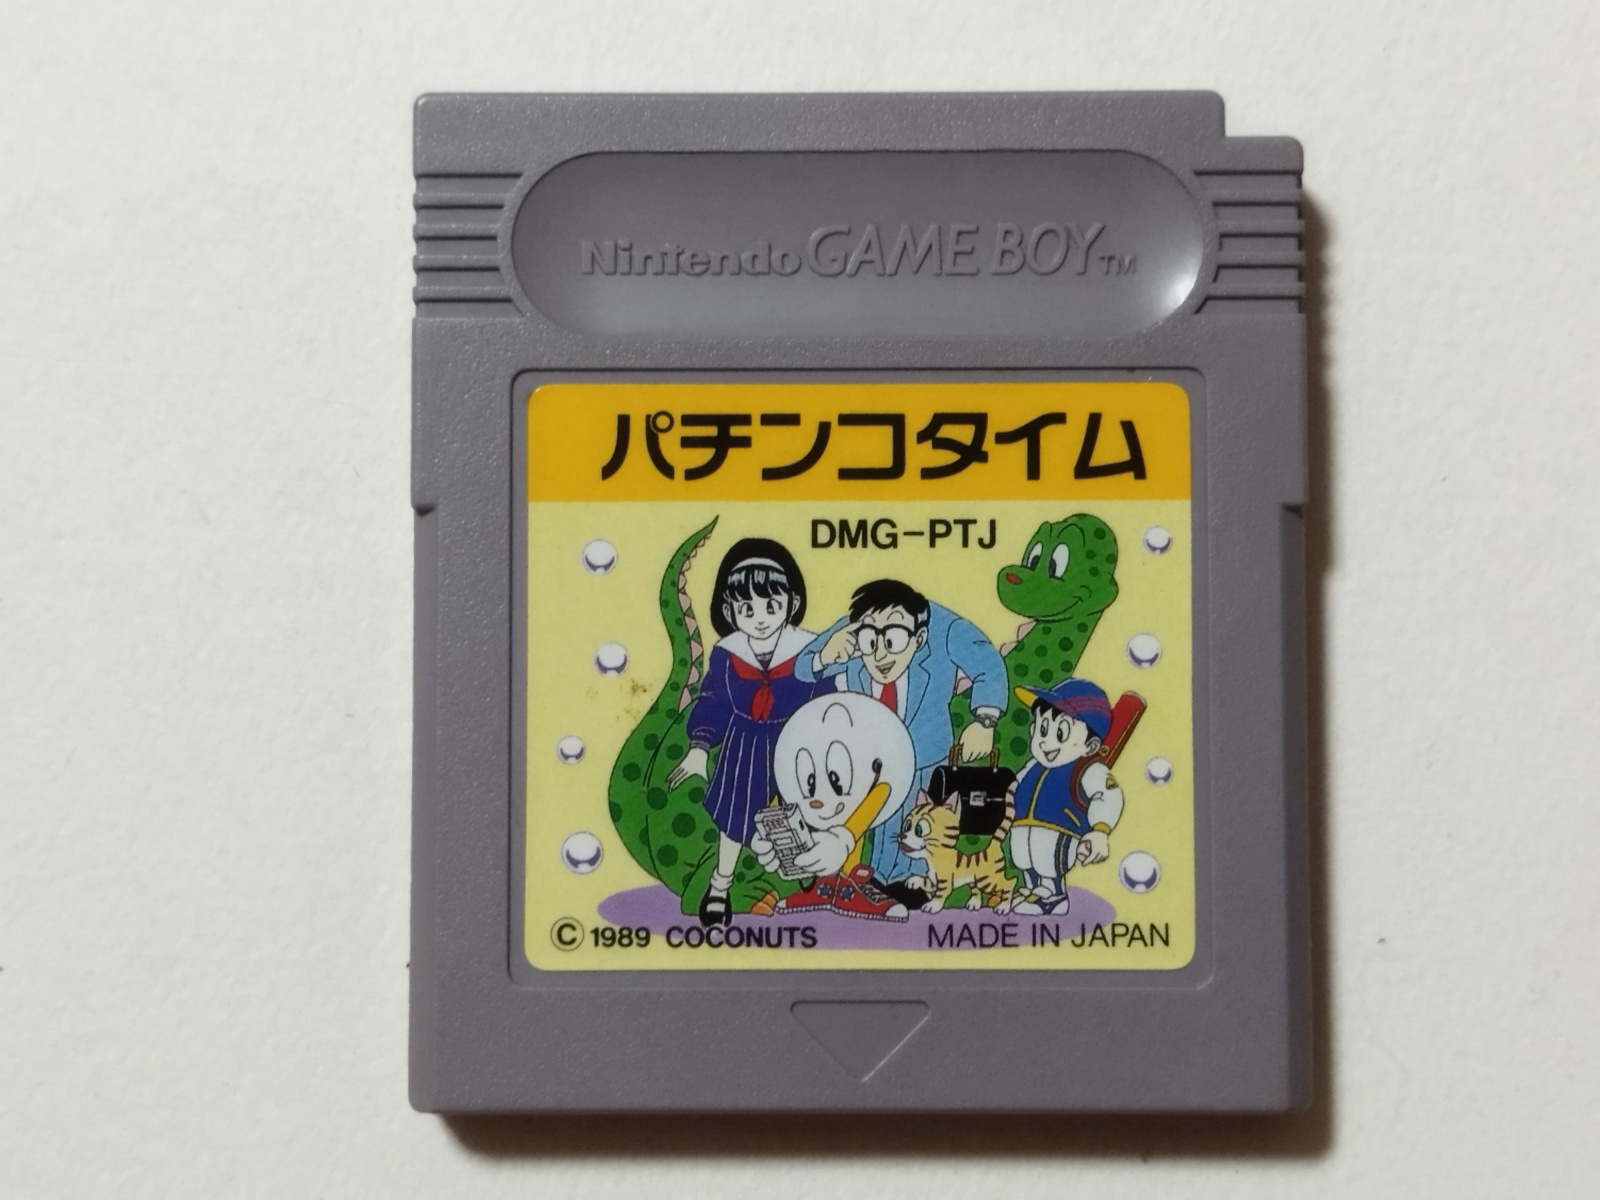 Nintendo GAME BOY™
パチンコタイム
DMG-PTJ
© 1989 COCONUTS MADE IN JAPAN